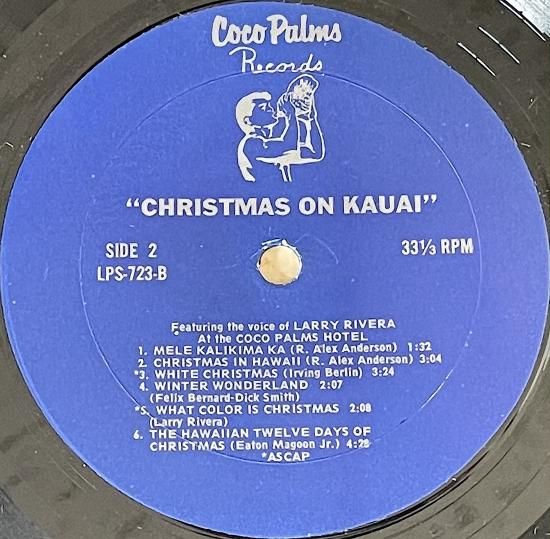 Coco Palms
Records
"CHRISTMAS ON KAUAI"
SIDE 2
LPS-723-B
33⅓ RPM
Featuring the voice of LARRY RIVERA
At the COCO PALMS HOTEL
1. MELE KALIKIMA KA (R. Alex Anderson) 1:32
2. CHRISTMAS IN HAWAII (R. Alex Anderson) 3:04
*3. WHITE CHRISTMAS (Irving Berlin) 3:24
4. WINTER WONDERLAND 2:07
(Felix Bernard-Dick Smith)
*5. WHAT COLOR IS CHRISTMAS 2:08
(Larry Rivera)
6. THE HAWAIIAN TWELVE DAYS OF
CHRISTMAS (Eaton Magoon Jr.) 4:28
*ASCAP